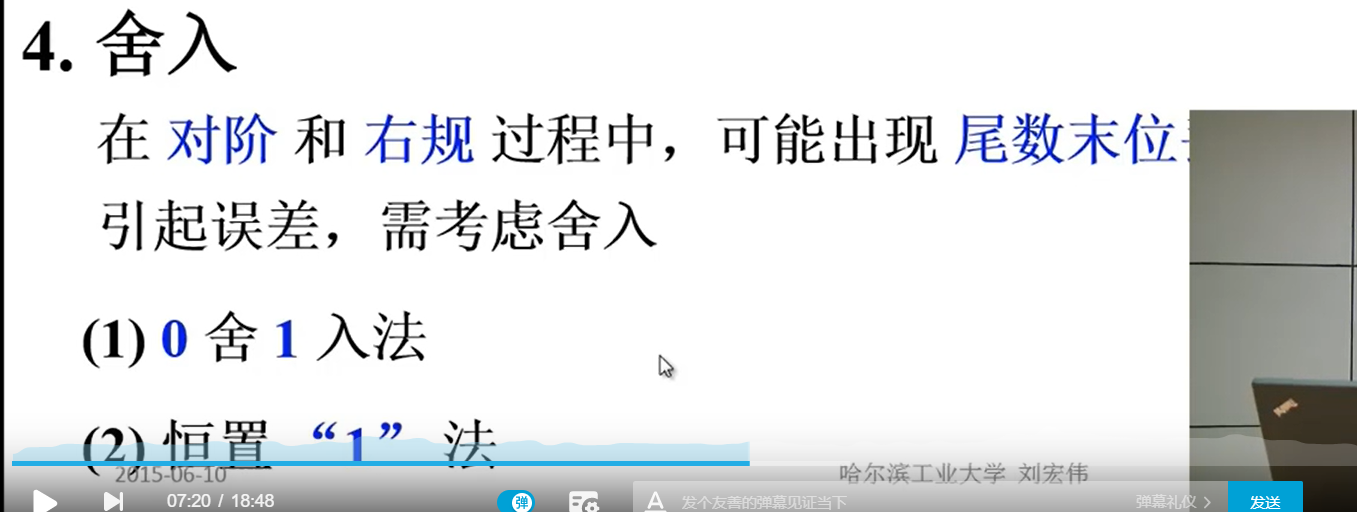 4. 舍入
在 对阶 和 右规 过程中，可能出现 尾数末位
引起误差，需考虑舍入
(1) 0 舍 1 入法
(2) 恒置 “1” 法
2015-06-10
哈尔滨工业大学 刘宏伟
07:20 / 18:48
弹
A
发个友善的弹幕见证当下
弹幕礼仪 >
发送